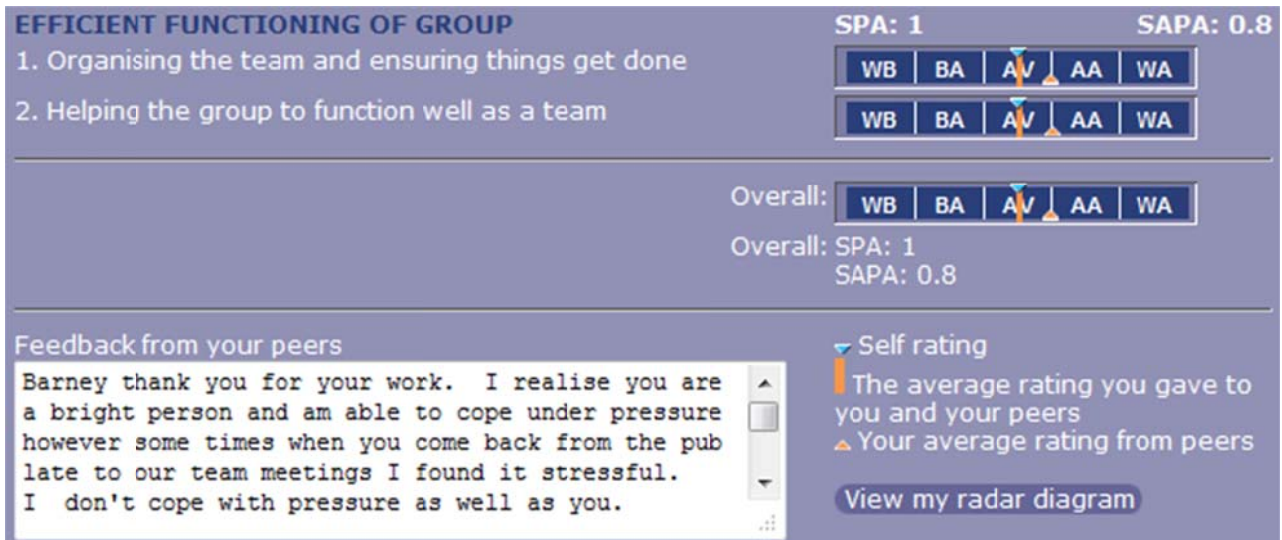 EFFICIENT FUNCTIONING OF GROUP SPA: 1 SAPA: 0.8
1. Organising the team and ensuring things get done
WB BA AV AA WA
2. Helping the group to function well as a team
WB BA AV AA WA
Overall: WB BA AV AA WA
Overall: SPA: 1
SAPA: 0.8
Feedback from your peers
Barney thank you for your work. I realise you are
a bright person and am able to cope under pressure
however some times when you come back from the pub
late to our team meetings I found it stressful.
I don't cope with pressure as well as you.
Self rating
The average rating you gave to
you and your peers
Your average rating from peers
View my radar diagram